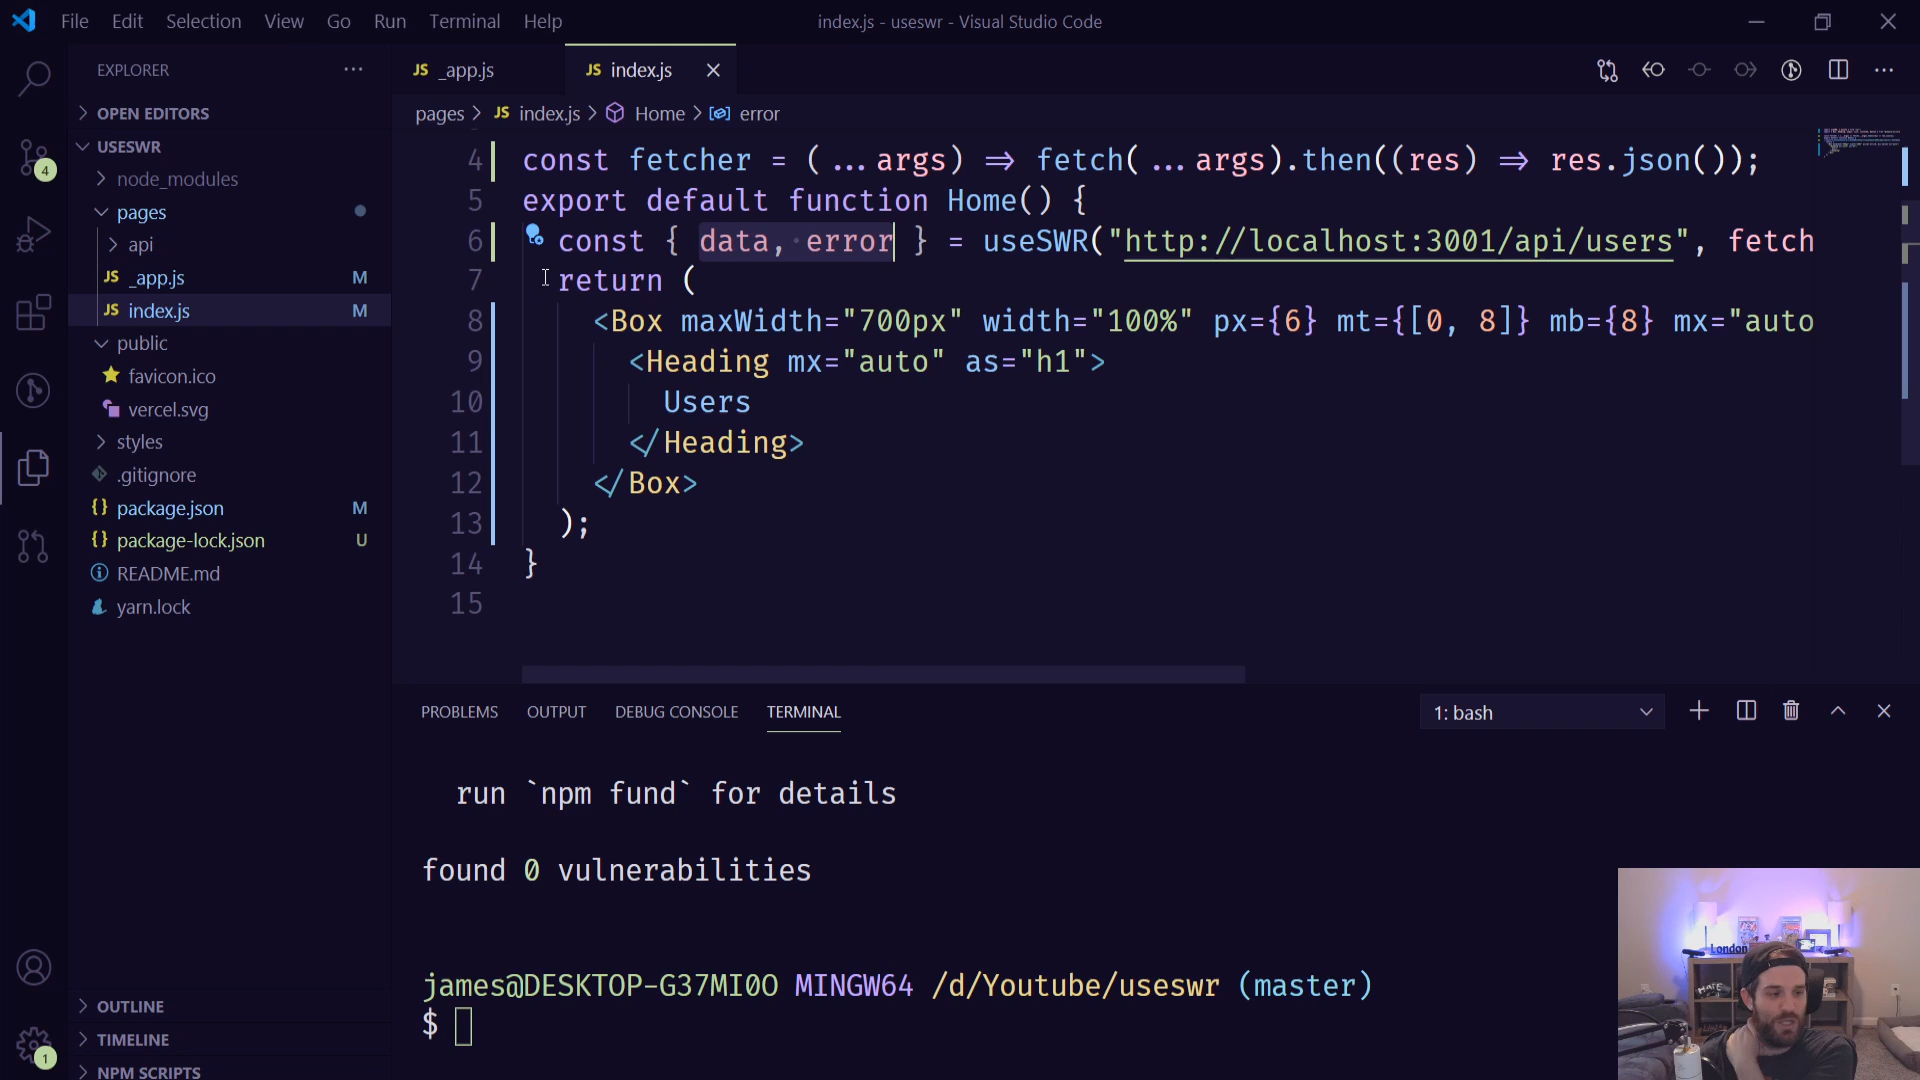 File Edit Selection View Go Run Terminal Help
index.js - useswr - Visual Studio Code
EXPLORER
OPEN EDITORS
USESWR
node_modules
pages
api
_app.js M
index.js M
public
favicon.ico
vercel.svg
styles
.gitignore
package.json M
package-lock.json U
README.md
yarn.lock
OUTLINE
TIMELINE
NPM SCRIPTS
4
1
JS _app.js
JS index.js
pages > JS index.js > Home > error
4 const fetcher = (...args) => fetch(...args).then((res) => res.json());
5 export default function Home() {
6 const { data, error } = useSWR("http://localhost:3001/api/users", fetch
7 return (
8 <Box maxWidth="700px" width="100%" px={6} mt={[0, 8]} mb={8} mx="auto
9 <Heading mx="auto" as="h1">
10 Users
11 </Heading>
12 </Box>
13 );
14 }
15
PROBLEMS OUTPUT DEBUG CONSOLE TERMINAL
1: bash
run `npm fund` for details
found 0 vulnerabilities
james@DESKTOP-G37MI0O MINGW64 /d/Youtube/useswr (master)
$
London
HATE